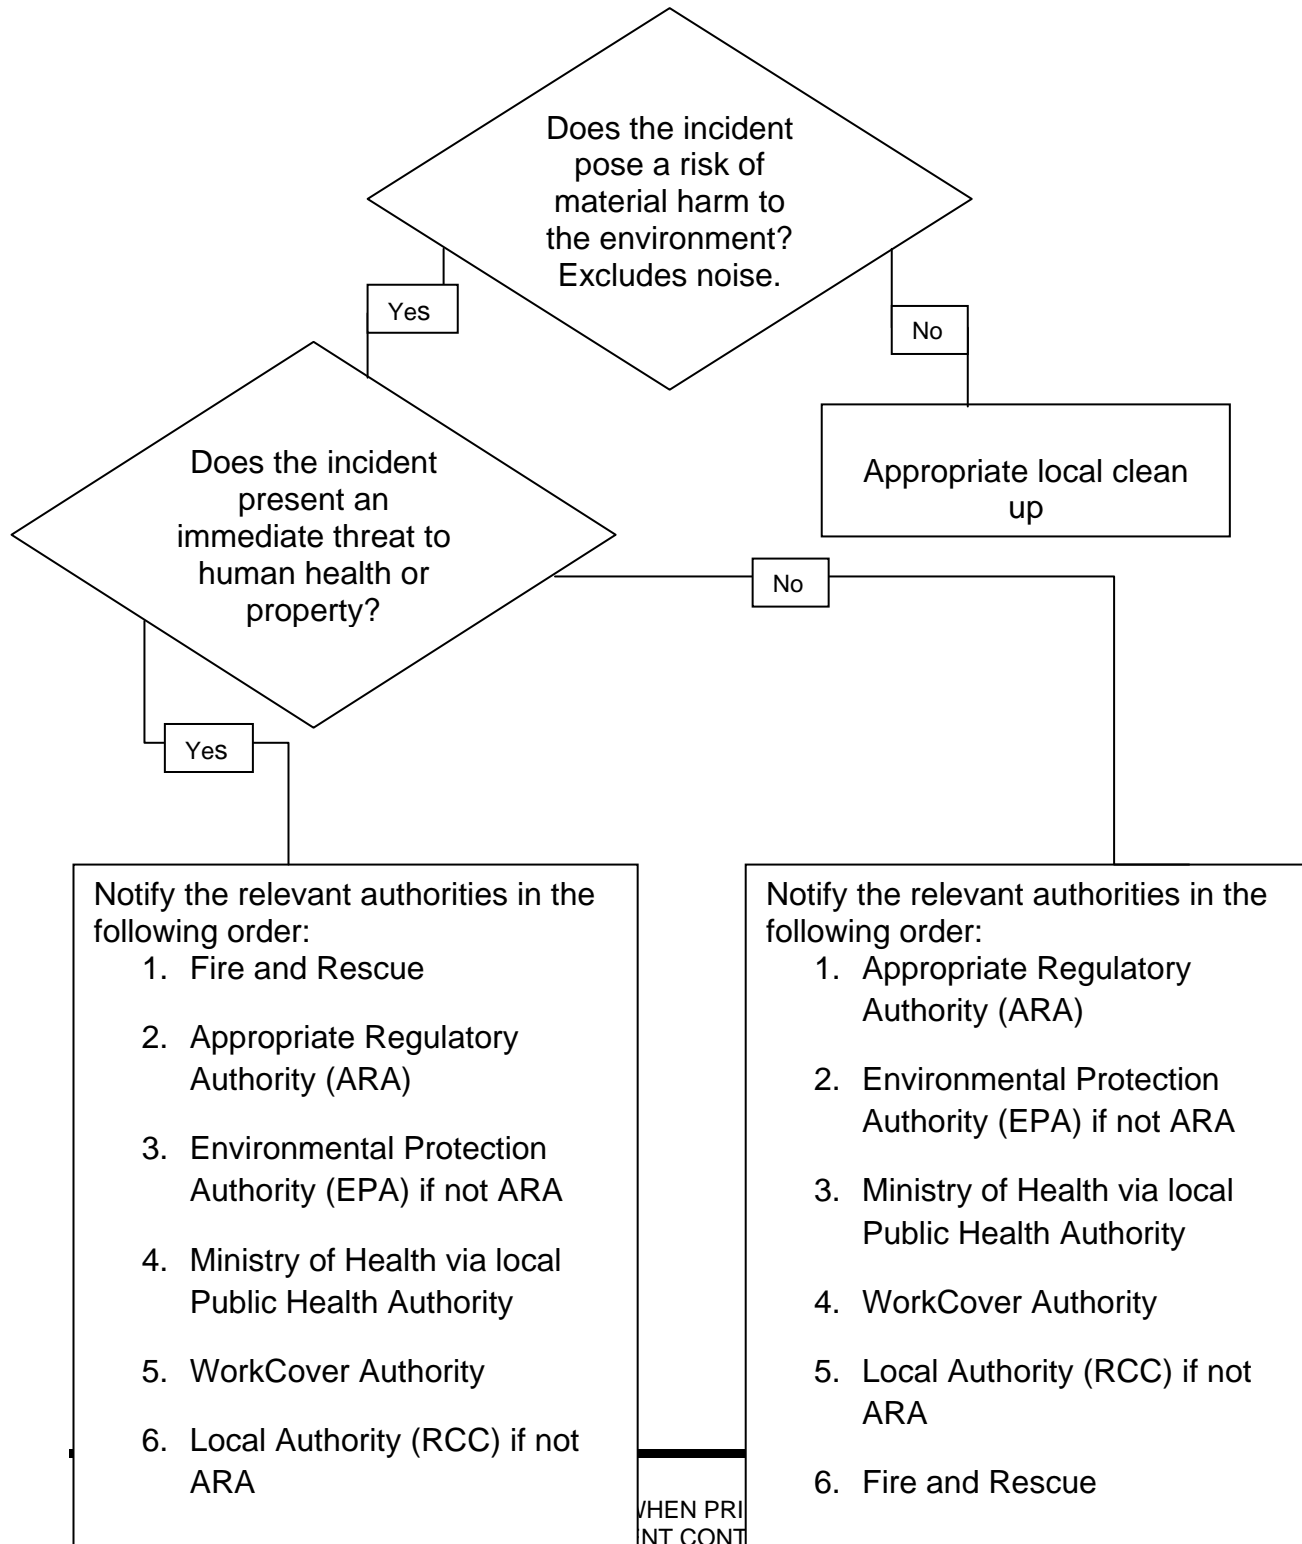 Does the incident
pose a risk of
material harm to
the environment?
Excludes noise.
Yes
No
Appropriate local clean
up
Does the incident
present an
immediate threat to
human health or
property?
No
Yes
Notify the relevant authorities in the
following order:
1. Fire and Rescue
2. Appropriate Regulatory
Authority (ARA)
3. Environmental Protection
Authority (EPA) if not ARA
4. Ministry of Health via local
Public Health Authority
5. WorkCover Authority
6. Local Authority (RCC) if not
ARA
Notify the relevant authorities in the
following order:
1. Appropriate Regulatory
Authority (ARA)
2. Environmental Protection
Authority (EPA) if not ARA
3. Ministry of Health via local
Public Health Authority
4. WorkCover Authority
5. Local Authority (RCC) if not
ARA
6. Fire and Rescue